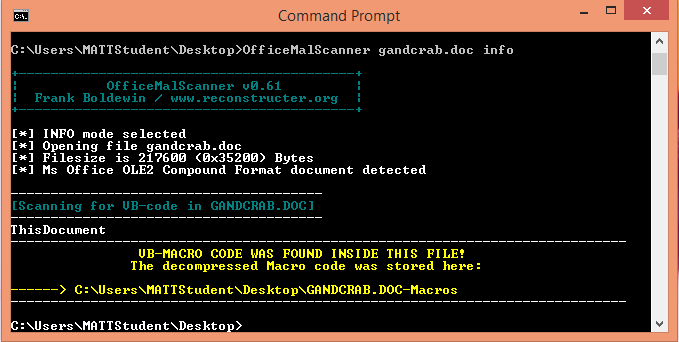 Command Prompt
C:\Users\MATTStudent\Desktop>OfficeMalScanner gandcrab.doc info
+------------------------------------------+
| OfficeMalScanner v0.61 |
| Frank Boldewin / www.reconstructer.org |
+------------------------------------------+
[*] INFO mode selected
[*] Opening file gandcrab.doc
[*] Filesize is 217600 (0x35200) Bytes
[*] Ms Office OLE2 Compound Format document detected
---------------------------------------
[Scanning for VB-code in GANDCRAB.DOC]
---------------------------------------
ThisDocument
-----------------------------------------------------------------------------
VB-MACRO CODE WAS FOUND INSIDE THIS FILE!
The decompressed Macro code was stored here:
------> C:\Users\MATTStudent\Desktop\GANDCRAB.DOC-Macros
-----------------------------------------------------------------------------
C:\Users\MATTStudent\Desktop>